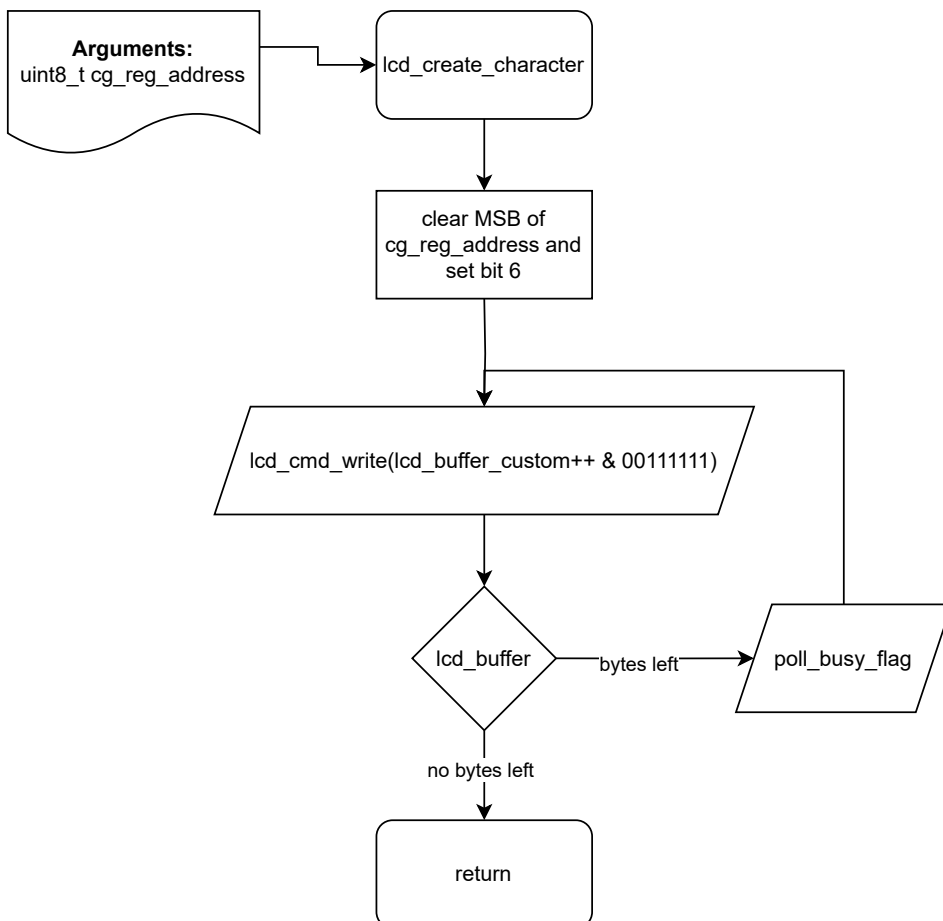 Arguments:
uint8_t cg_reg_address
lcd_create_character
clear MSB of
cg_reg_address and
set bit 6
lcd_cmd_write(lcd_buffer_custom++ & 00111111)
lcd_buffer
bytes left
poll_busy_flag
no bytes left
return